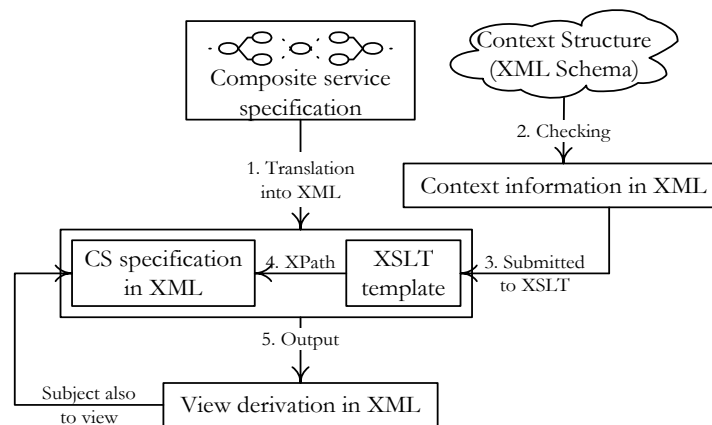 Composite service
specification
Context Structure
(XML Schema)
2. Checking
1. Translation
into XML
Context information in XML
CS specification
in XML
4. XPath
XSLT
template
3. Submitted
to XSLT
5. Output
Subject also
to view
View derivation in XML